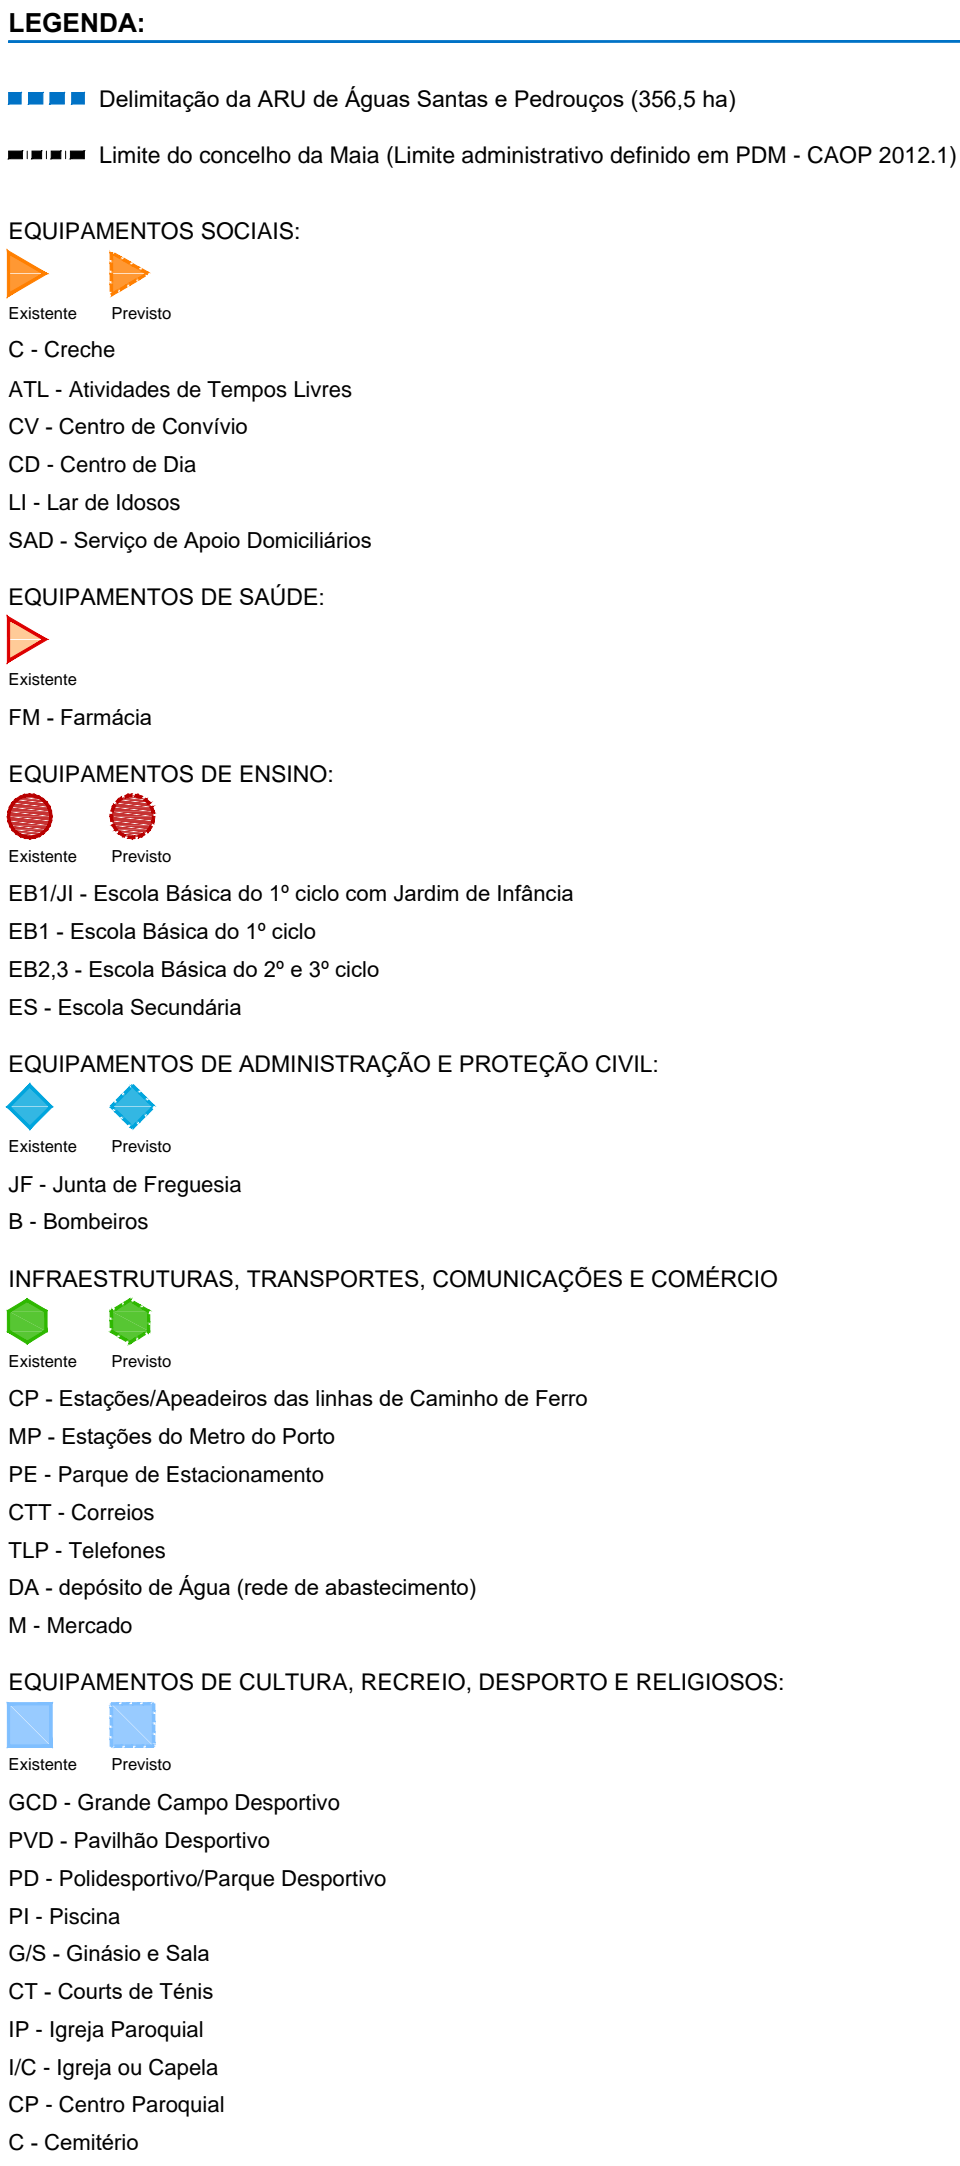 LEGENDA:
Delimitação da ARU de Águas Santas e Pedrouços (356,5 ha)
Limite do concelho da Maia (Limite administrativo definido em PDM - CAOP 2012.1)
EQUIPAMENTOS SOCIAIS:
Existente Previsto
C - Creche
ATL - Atividades de Tempos Livres
CV - Centro de Convívio
CD - Centro de Dia
LI - Lar de Idosos
SAD - Serviço de Apoio Domiciliários
EQUIPAMENTOS DE SAÚDE:
Existente
FM - Farmácia
EQUIPAMENTOS DE ENSINO:
Existente Previsto
EB1/JI - Escola Básica do 1º ciclo com Jardim de Infância
EB1 - Escola Básica do 1º ciclo
EB2,3 - Escola Básica do 2º e 3º ciclo
ES - Escola Secundária
EQUIPAMENTOS DE ADMINISTRAÇÃO E PROTEÇÃO CIVIL:
Existente Previsto
JF - Junta de Freguesia
B - Bombeiros
INFRAESTRUTURAS, TRANSPORTES, COMUNICAÇÕES E COMÉRCIO
Existente Previsto
CP - Estações/Apeadeiros das linhas de Caminho de Ferro
MP - Estações do Metro do Porto
PE - Parque de Estacionamento
CTT - Correios
TLP - Telefones
DA - depósito de Água (rede de abastecimento)
M - Mercado
EQUIPAMENTOS DE CULTURA, RECREIO, DESPORTO E RELIGIOSOS:
Existente Previsto
GCD - Grande Campo Desportivo
PVD - Pavilhão Desportivo
PD - Polidesportivo/Parque Desportivo
PI - Piscina
G/S - Ginásio e Sala
CT - Courts de Ténis
IP - Igreja Paroquial
I/C - Igreja ou Capela
CP - Centro Paroquial
C - Cemitério